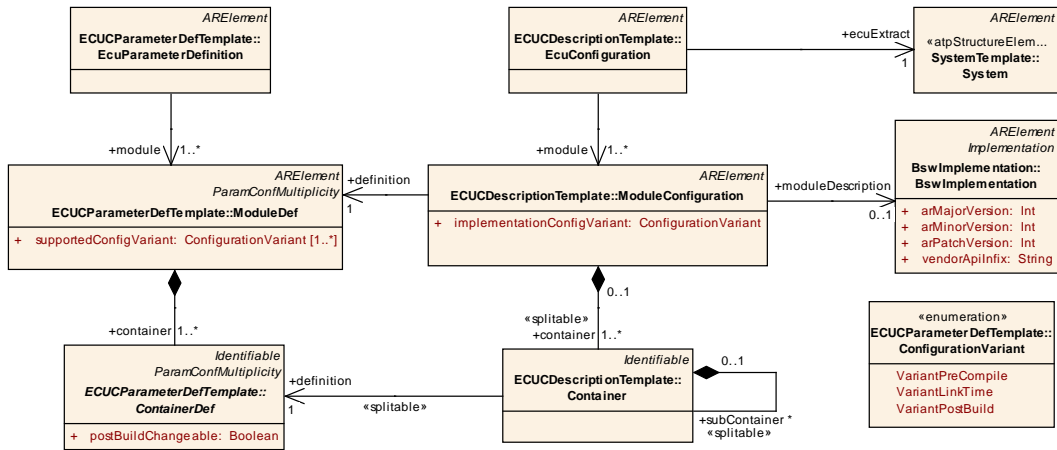 ARElement
ECUCParameterDefTemplate::
EcuParameterDefinition
ARElement
ECUCDescriptionTemplate::
EcuConfiguration
+ecuExtract
1
ARElement
«atpStructureElem...
SystemTemplate::
System
+module
1..*
+module
1..*
ARElement
ParamConfMultiplicity
ECUCParameterDefTemplate::ModuleDef
+ supportedConfigVariant: ConfigurationVariant [1..*]
+definition
1
ARElement
ECUCDescriptionTemplate::ModuleConfiguration
+ implementationConfigVariant: ConfigurationVariant
+moduleDescription
0..1
ARElement
Implementation
BswImplementation::
BswImplementation
+ arMajorVersion: Int
+ arMinorVersion: Int
+ arPatchVersion: Int
+ vendorApiInfix: String
+container
1..*
0..1
«splitable»
+container
1..*
Identifiable
ParamConfMultiplicity
ECUCParameterDefTemplate::
ContainerDef
+ postBuildChangeable: Boolean
+definition
1
«splitable»
Identifiable
ECUCDescriptionTemplate::
Container
0..1
+subContainer *
«splitable»
«enumeration»
ECUCParameterDefTemplate::
ConfigurationVariant
VariantPreCompile
VariantLinkTime
VariantPostBuild